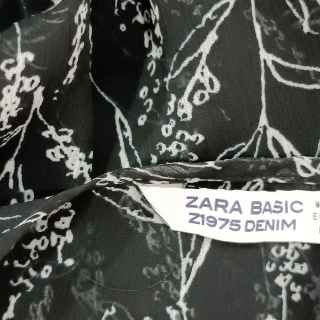 ZARA BASIC
Z1975 DENIM